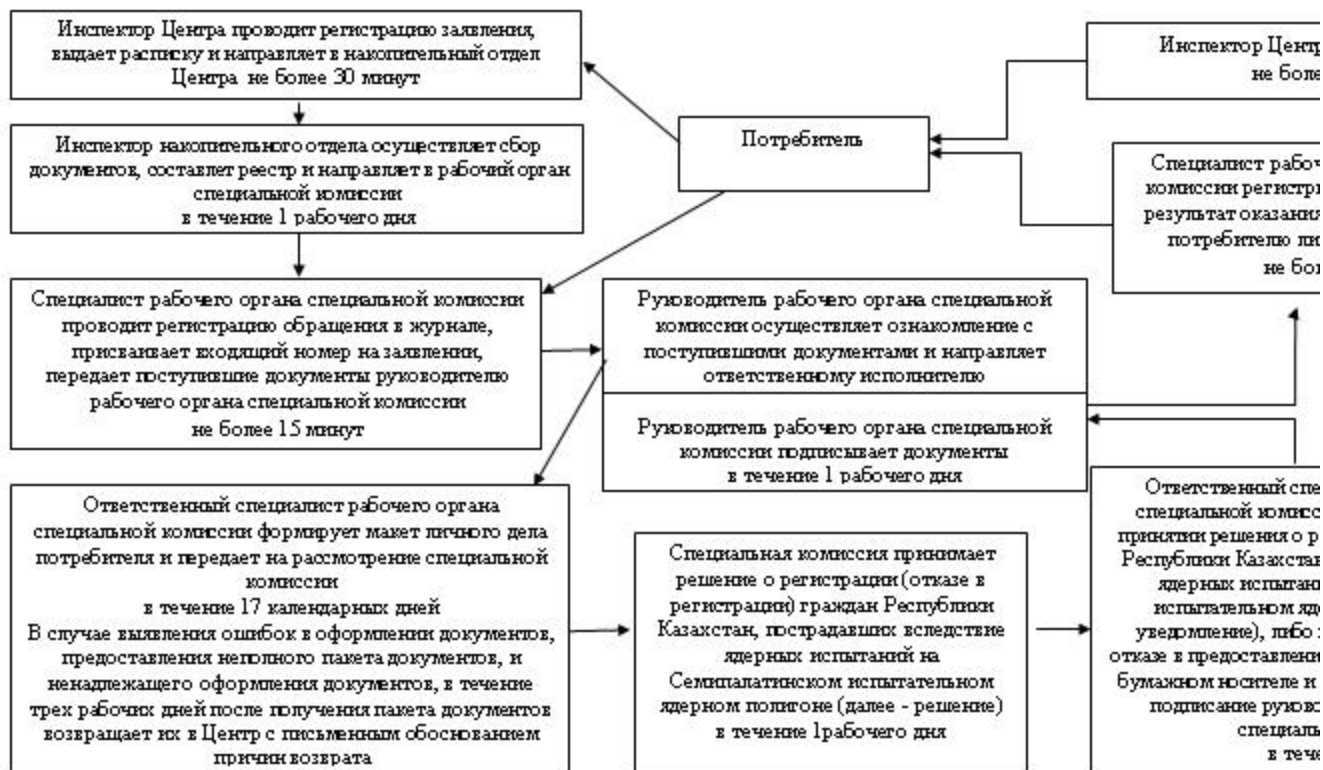 Инспектор Центра проводит регистрацию заявления,
выдает расписку и направляет в накопительный отдел
Центра не более 30 минут
Инспектор накопительного отдела осуществляет сбор
документов, составлет реестр и направляет в рабочий орган
специальной комиссии
в течение 1 рабочего дня
Потребитель
Инспектор Центр
не боле
Специалист рабоч
комиссии регистри
результат оказания
потребителю ли
не бол
Специалист рабочего органа специальной комиссии
проводит регистрацию обращения в журнале,
присваивает входящий номер на заявлении,
передает поступившие документы руководителю
рабочего органа специальной комиссии
не более 15 минут
Руководитель рабочего органа специальной
комиссии осуществляет ознакомление с
поступившими документами и направляет
ответственному исполнителю
Руководитель рабочего органа специальной
комиссии подписывает документы
в течение 1 рабочего дня
Ответственный специалист рабочего органа
специальной комиссии формирует макет личного дела
потребителя и передает на рассмотрение специальной
комиссии
в течение 17 календарных дней
В случае выявления ошибок в оформлении документов,
предоставления неполного пакета документов, и
ненадлежащего оформления документов, в течение
трех рабочих дней после получения пакета документов
возвращает их в Центр с письменным обоснованием
причин возврата
Специальная комиссия принимает
решение о регистрации (отказе в
регистрации) граждан Республики
Казахстан, пострадавших вследствие
ядерных испытаний на
Семипалатинском испытательном
ядерном полигоне (далее - решение)
в течение 1рабочего дня
Ответственный спе
специальной комисс
принятии решения о р
Республики Казахстан
ядерных испытани
испытательном яде
уведомление), либо
отказе в предоставлени
бумажном носителе и
подписание руково
специаль
в тече